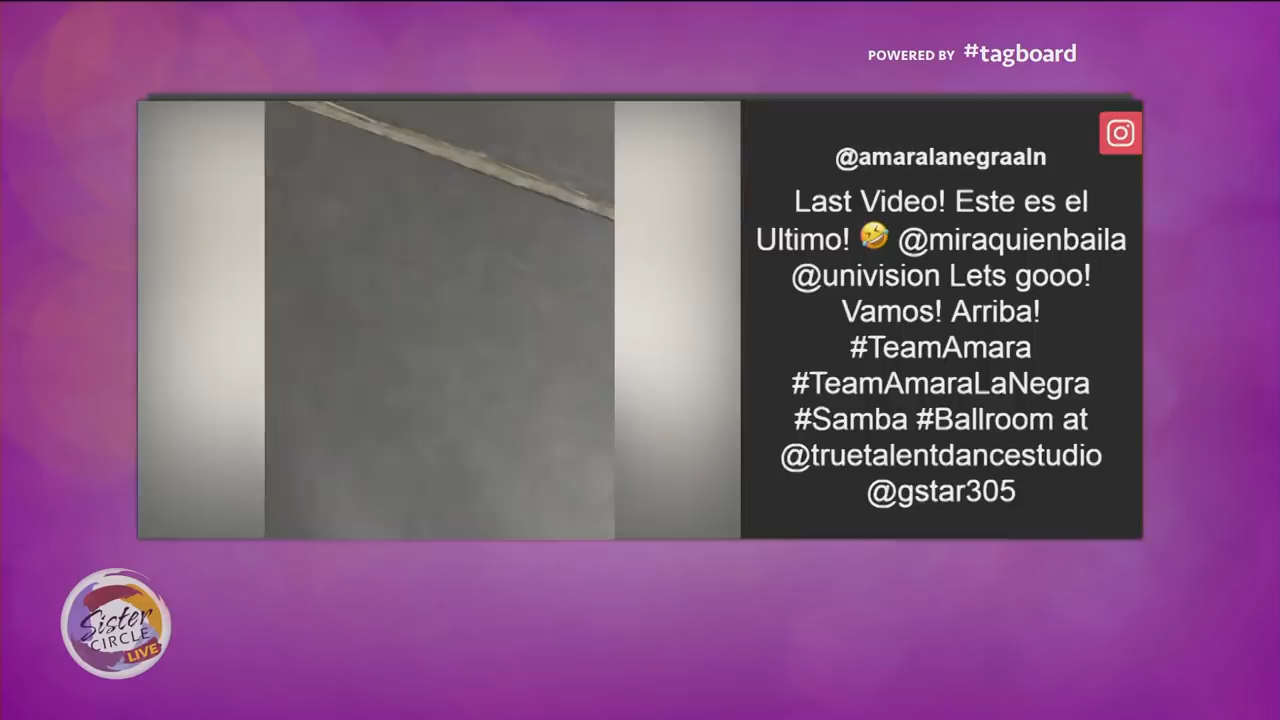 POWERED BY #tagboard
@amaralanegraaln
Last Video! Este es el
Ultimo! 🤣 @miraquienbaila
@univision Lets gooo!
Vamos! Arriba!
#TeamAmara
#TeamAmaraLaNegra
#Samba #Ballroom at
@truetalentdancestudio
@gstar305
Sister
CIRCLE
LIVE